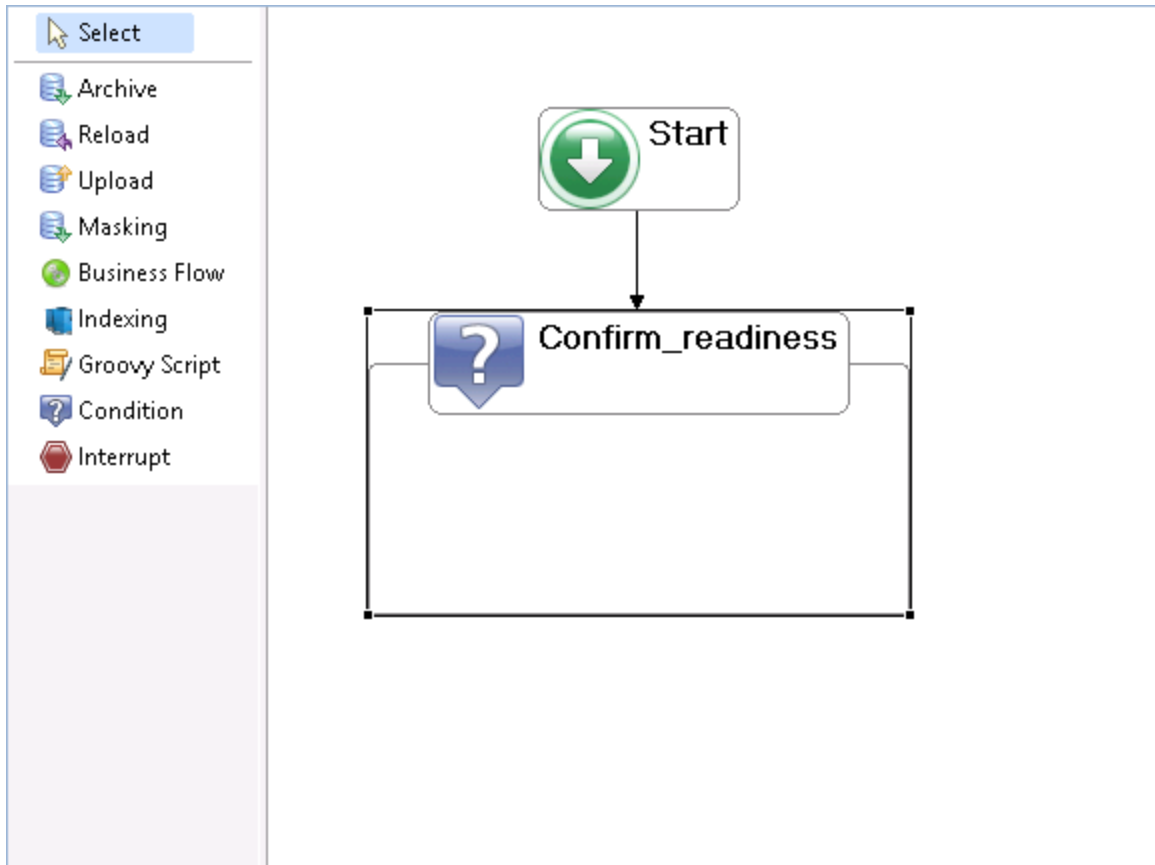 Select
Archive
Reload
Upload
Masking
Business Flow
Indexing
Groovy Script
Condition
Interrupt
Start
Confirm_readiness